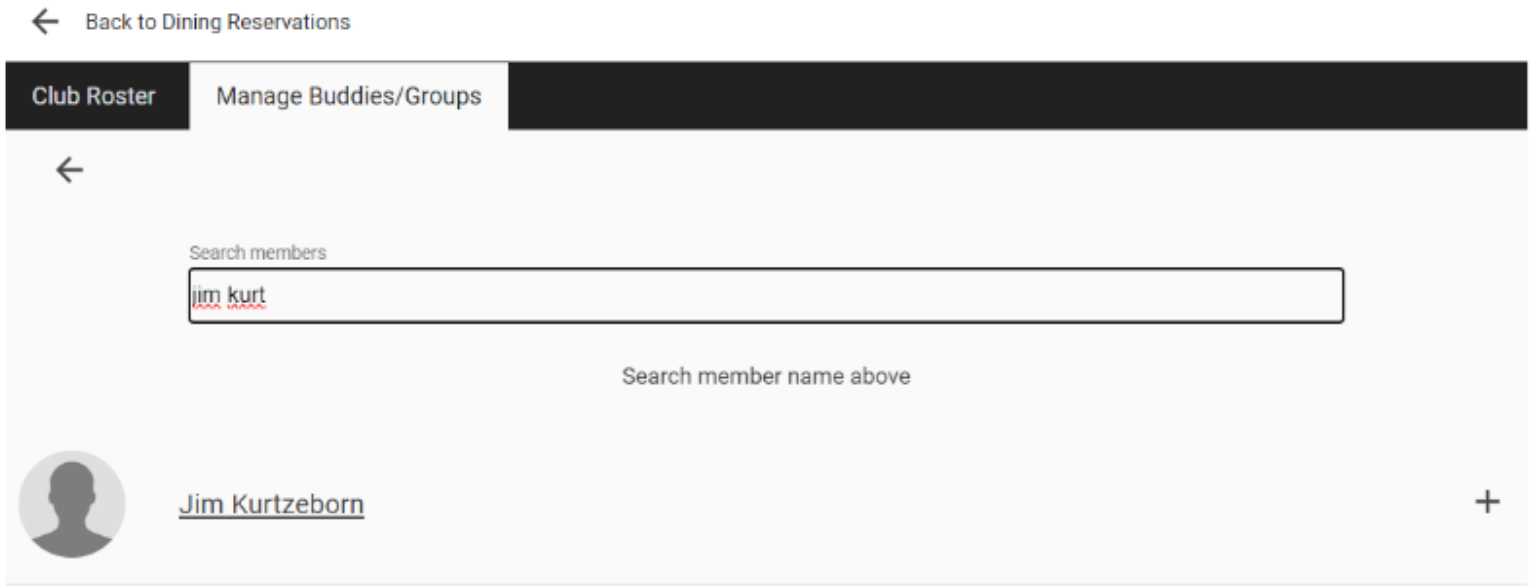 Back to Dining Reservations
Club Roster Manage Buddies/Groups
Search members
jim kurt
Search member name above
Jim Kurtzeborn